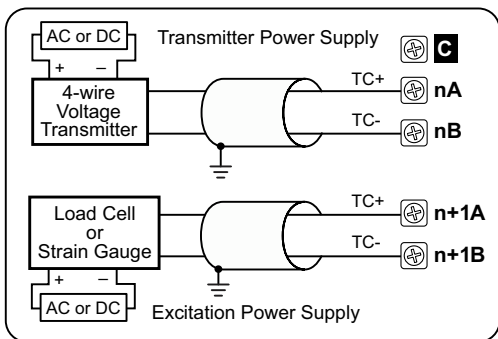 AC or DC
Transmitter Power Supply
C
+ –
4-wire
Voltage
Transmitter
TC+
nA
TC-
nB
Load Cell
or
Strain Gauge
TC+
n+1A
TC-
n+1B
+ –
AC or DC
Excitation Power Supply